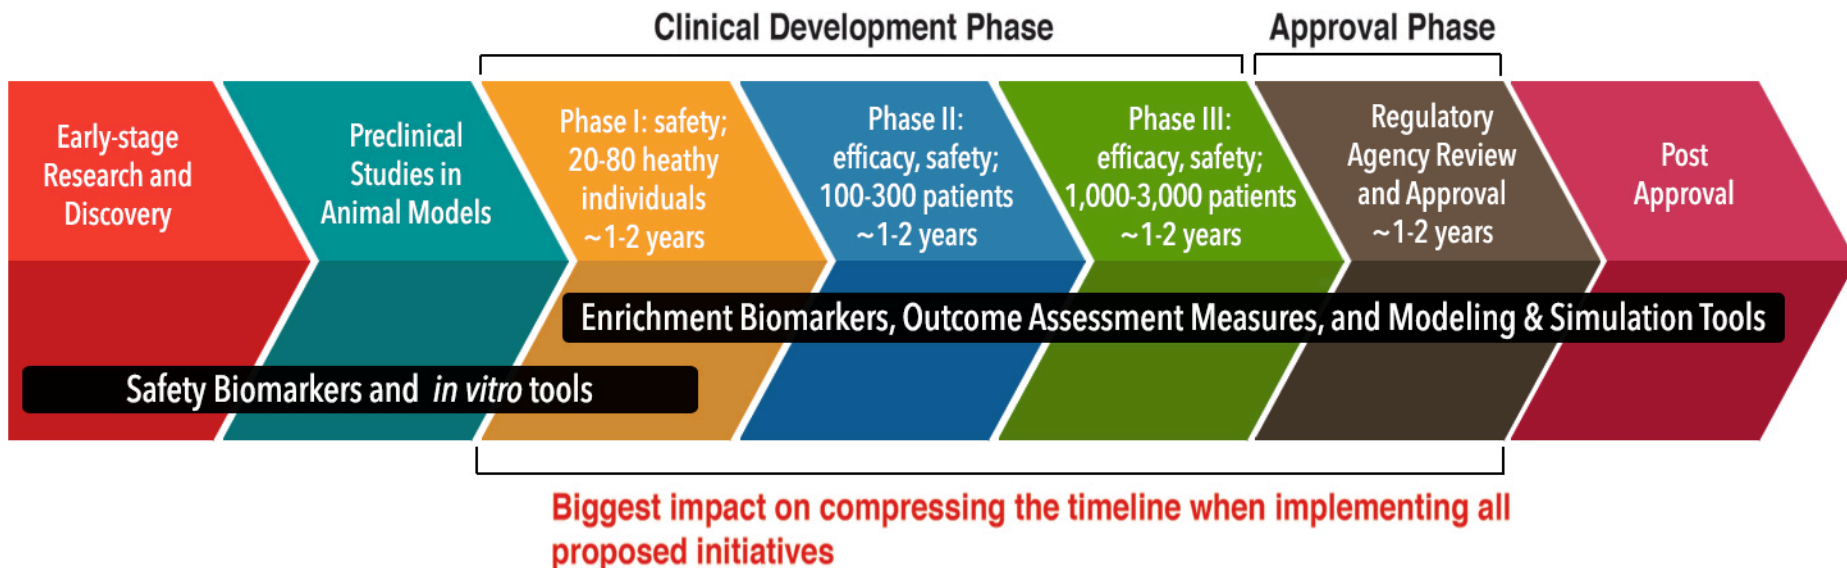 Clinical Development Phase
Approval Phase
Early-stage
Research and
Discovery
Preclinical
Studies in
Animal Models
Phase I: safety;
20-80 heathy
individuals
~1-2 years
Phase II:
efficacy, safety;
100-300 patients
~1-2 years
Phase III:
efficacy, safety;
1,000-3,000 patients
~1-2 years
Regulatory
Agency Review
and Approval
~1-2 years
Post
Approval
Enrichment Biomarkers, Outcome Assessment Measures, and Modeling & Simulation Tools
Safety Biomarkers and in vitro tools
Biggest impact on compressing the timeline when implementing all
proposed initiatives